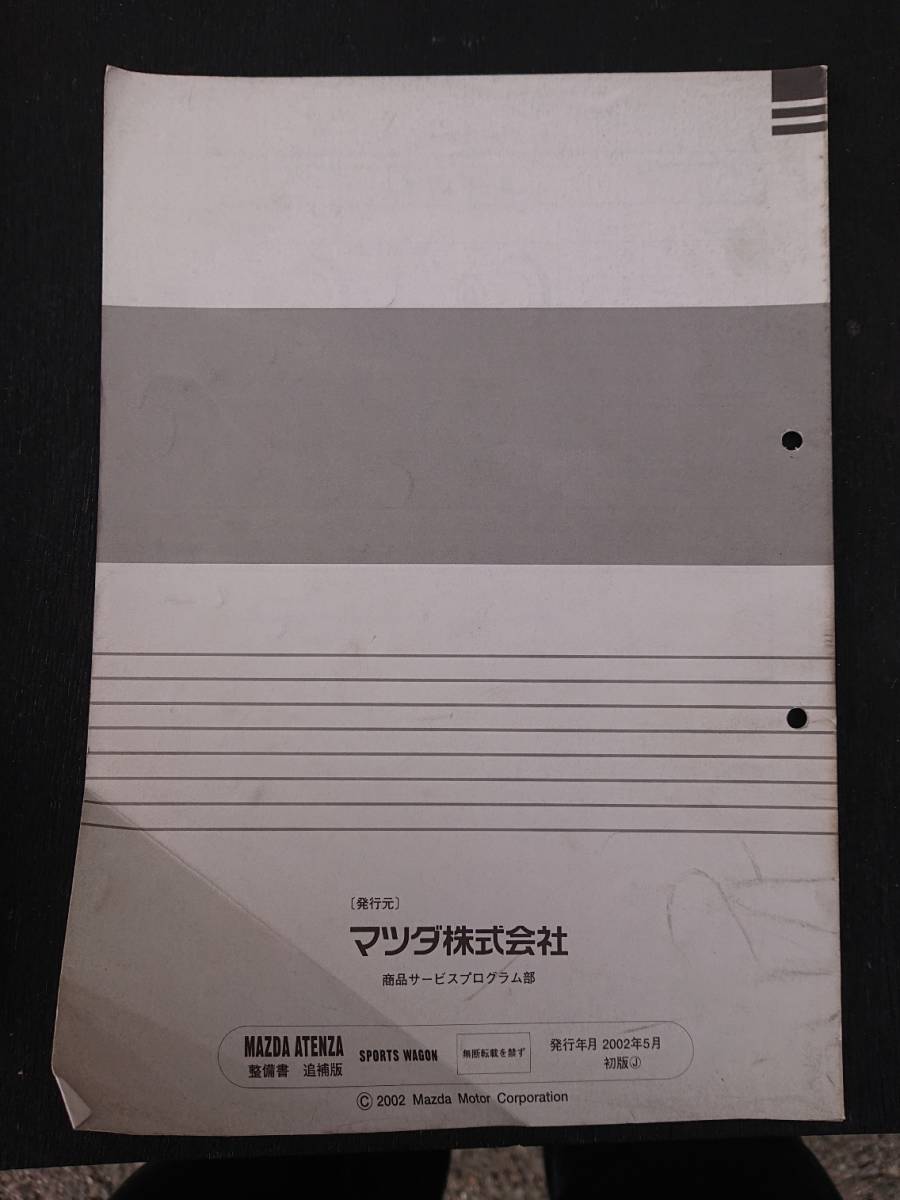 〔発行元〕
マツダ株式会社
商品サービスプログラム部
MAZDA ATENZA
整備書 追補版
SPORTS WAGON
無断転載を禁ず
発行年月 2002年5月
初版Ⓙ
Ⓒ 2002 Mazda Motor Corporation